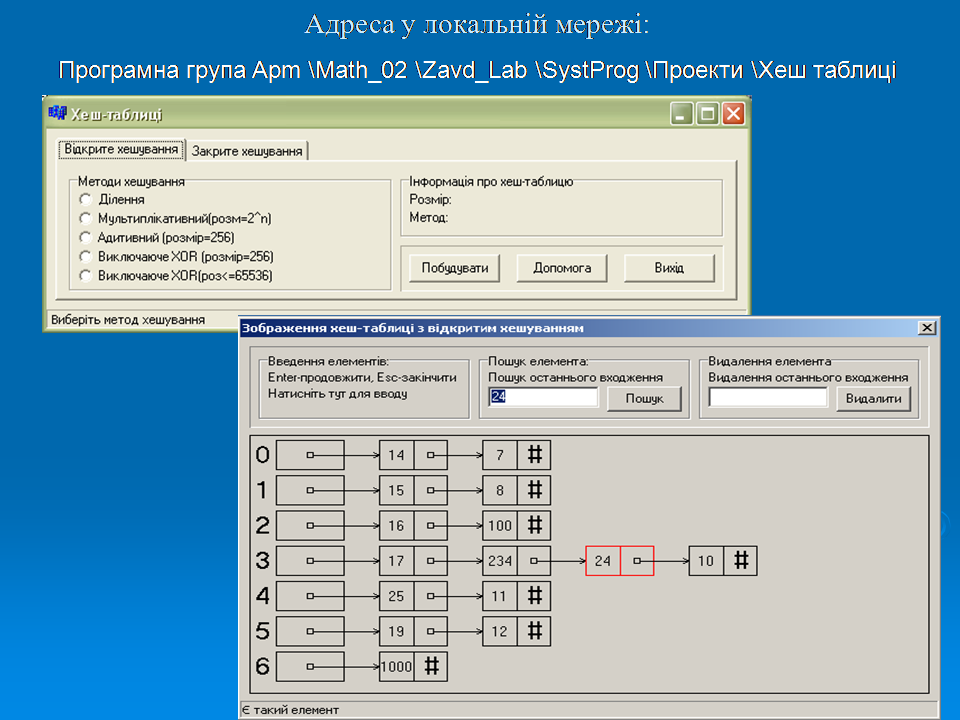 Адреса у локальній мережі:
Програмна група Apm \Math_02 \Zavd_Lab \SystProg \Проекти \Хеш таблиці
Хеш-таблиці
Відкрите хешування Закрите хешування
Методи хешування
Ділення
Мультиплікативний(розм=2^n)
Адитивний (розмір=256)
Виключаюче XOR (розмір=256)
Виключаюче XOR(роз<=65536)
Інформація про хеш-таблицю
Розмір:
Метод:
Побудувати Допомога Вихід
Виберіть метод хешування
Зображення хеш-таблиці з відкритим хешуванням
Введення елементів:
Enter-продовжити, Esc-закінчити
Натисніть тут для вводу
Пошук елемента:
Пошук останнього входження
24 Пошук
Видалення елемента
Видалення останнього входження
Видалити
0 14 7 #
1 15 8 #
2 16 100 #
3 17 234 24 10 #
4 25 11 #
5 19 12 #
6 1000 #
Є такий елемент